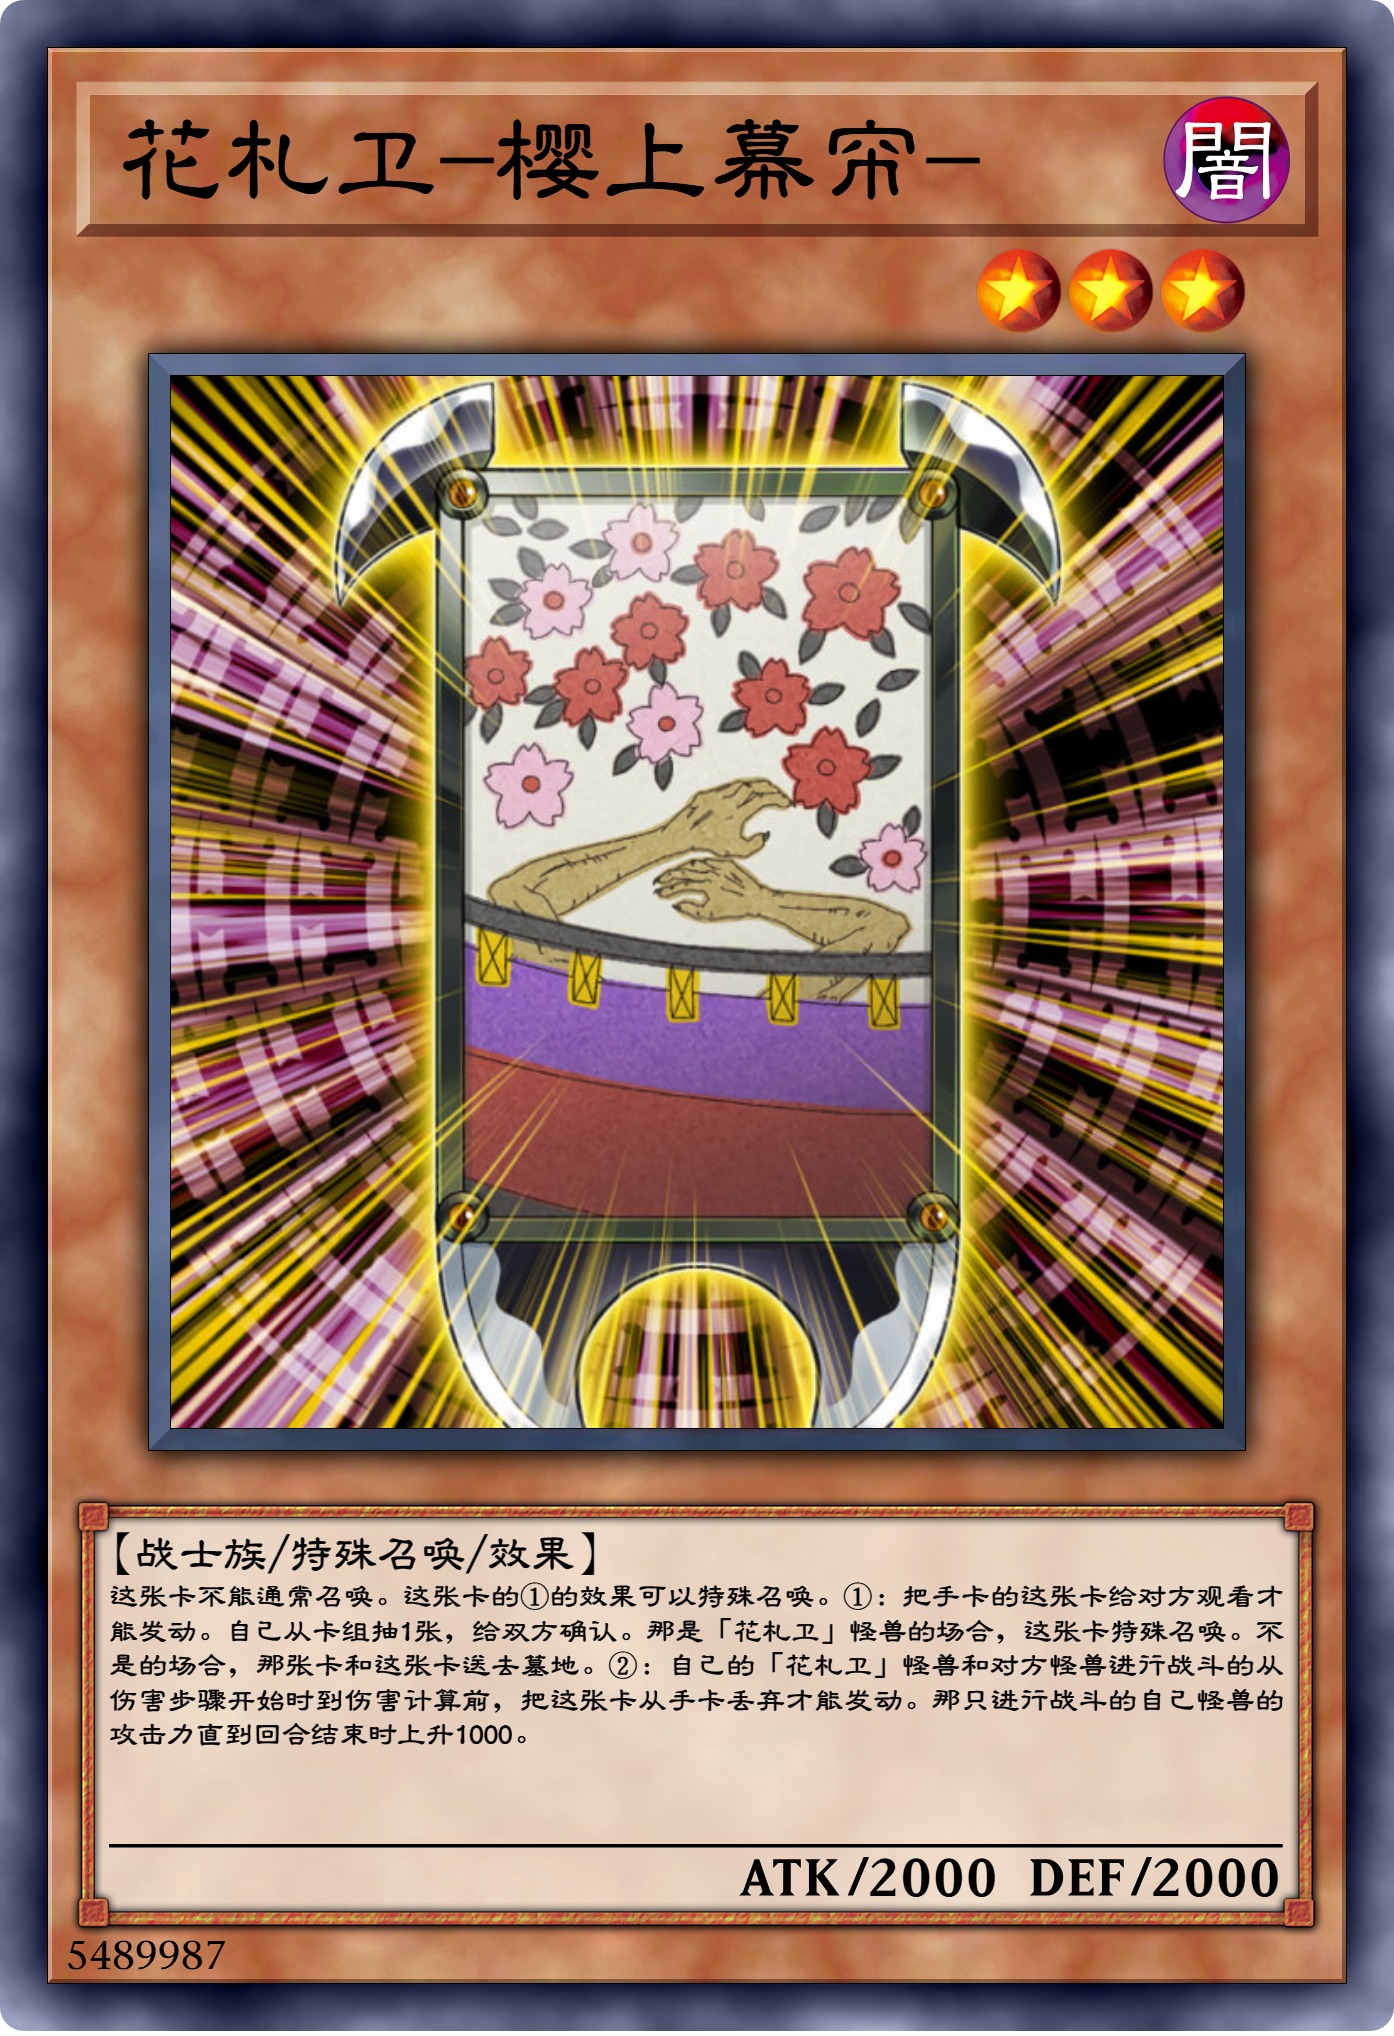 花札卫-樱上幕帘-
闇
【战士族/特殊召唤/效果】
这张卡不能通常召唤。这张卡的①的效果可以特殊召唤。①：把手卡的这张卡给对方观看才
能发动。自己从卡组抽1张，给双方确认。那是「花札卫」怪兽的场合，这张卡特殊召唤。不
是的场合，那张卡和这张卡送去墓地。②：自己的「花札卫」怪兽和对方怪兽进行战斗的从
伤害步骤开始时到伤害计算前，把这张卡从手卡丢弃才能发动。那只进行战斗的自己怪兽的
攻击力直到回合结束时上升1000。
ATK/2000 DEF/2000
5489987